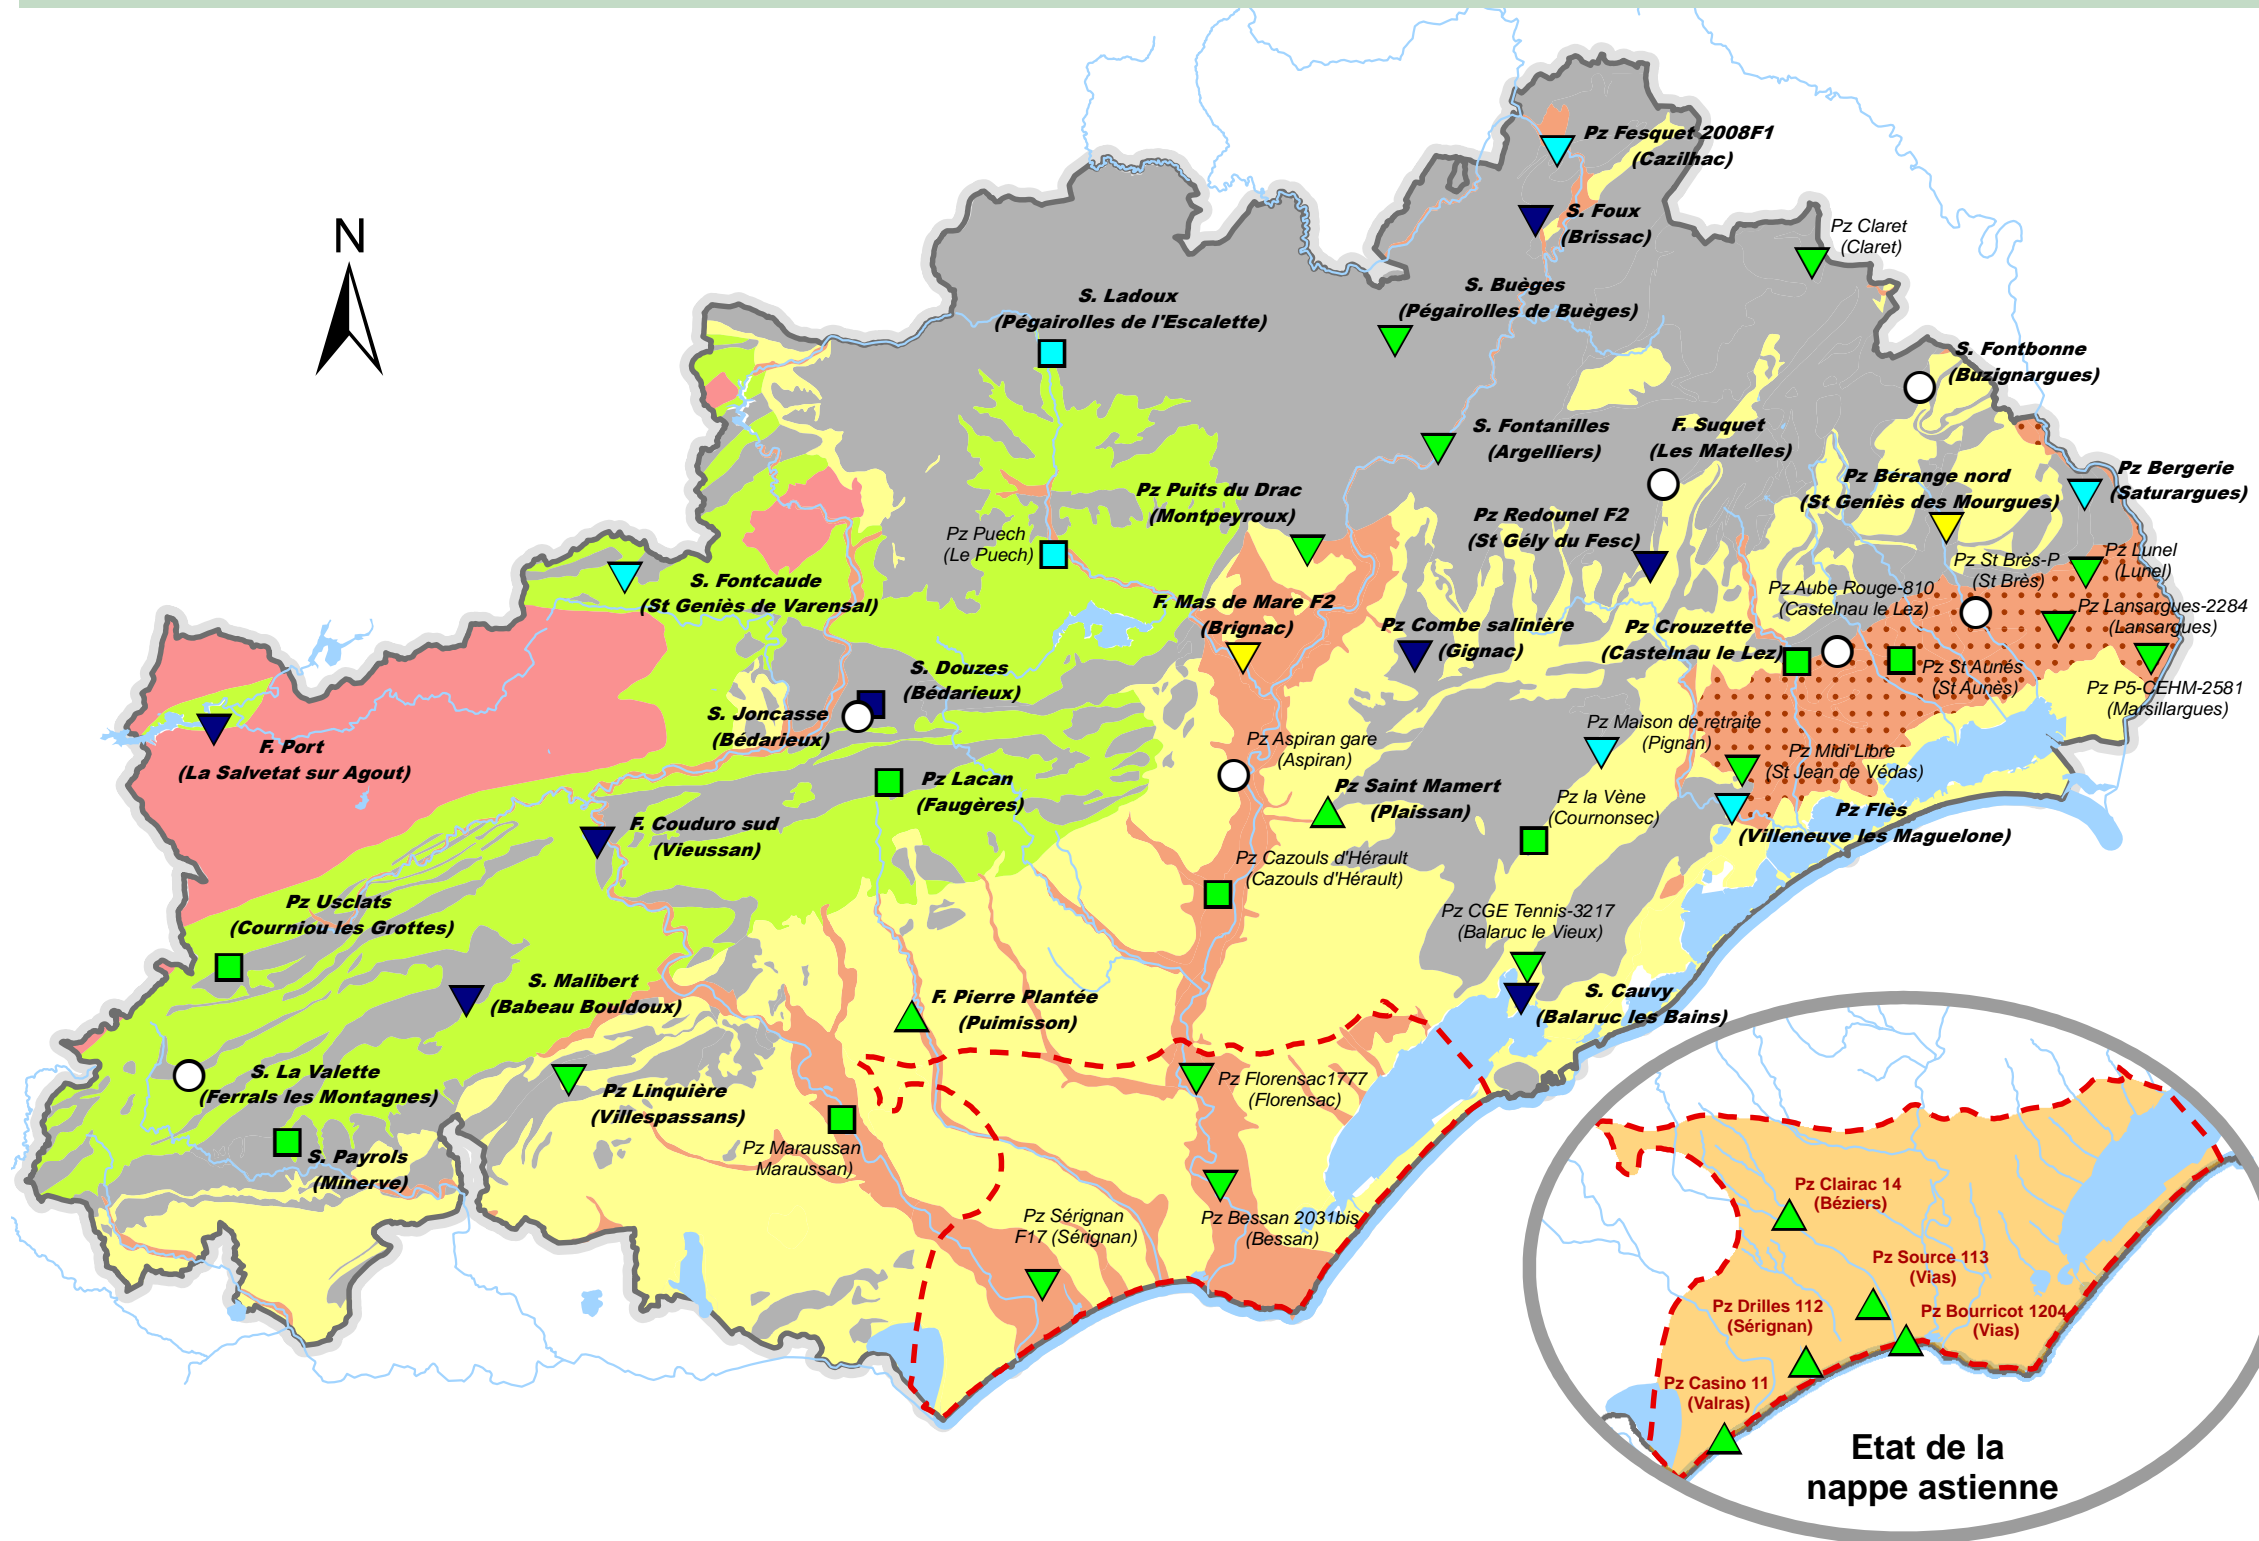 N
Pz Fesquet 2008F1
(Cazilhac)
S. Foux
(Brissac)
Pz Claret
(Claret)
S. Buèges
(Pégairolles de Buèges)
S. Ladoux
(Pégairolles de l'Escalette)
S. Fontbonne
(Buzignargues)
S. Fontanilles
(Argelliers)
F. Suquet
(Les Matelles)
Pz Bérange nord
(St Geniès des Mourgues)
Pz Bergerie
(Saturargues)
Pz Puits du Drac
(Montpeyroux)
Pz Redounel F2
(St Gély du Fesc)
Pz Puech
(Le Puech)
Pz St Brès-P
(St Brès)
Pz Lunel
(Lunel)
S. Fontcaude
(St Geniès de Varensal)
Pz Aube Rouge-810
(Castelnau le Lez)
F. Mas de Mare F2
(Brignac)
Pz Lansargues-2284
(Lansargues)
Pz Combe salinière
(Gignac)
Pz Crouzette
(Castelnau le Lez)
S. Douzes
(Bédarieux)
Pz St Aunés
(St Aunès)
Pz P5-CEHM-2581
(Marsillargues)
S. Joncasse
(Bédarieux)
F. Port
(La Salvetat sur Agout)
Pz Maison de retraite
(Pignan)
Pz Aspiran gare
(Aspiran)
Pz Midi Libre
(St Jean de Védas)
Pz Lacan
(Faugères)
Pz Saint Mamert
(Plaissan)
Pz la Vène
(Cournonsec)
Pz Flès
(Villeneuve les Maguelone)
F. Couduro sud
(Vieussan)
Pz Cazouls d'Hérault
(Cazouls d'Hérault)
Pz Usclats
(Courniou les Grottes)
Pz CGE Tennis-3217
(Balaruc le Vieux)
S. Malibert
(Babeau Bouldoux)
F. Pierre Plantée
(Puimisson)
S. Cauvy
(Balaruc les Bains)
S. La Valette
(Ferrals les Montagnes)
Pz Linquière
(Villespassans)
Pz Florensac1777
(Florensac)
S. Payrols
(Minerve)
Pz Maraussan
Maraussan)
Pz Sérignan
F17 (Sérignan)
Pz Bessan 2031bis
(Bessan)
Pz Clairac 14
(Béziers)
Pz Source 113
(Vias)
Pz Drilles 112
(Sérignan)
Pz Bourricot 1204
(Vias)
Pz Casino 11
(Valras)
Etat de la
nappe astienne